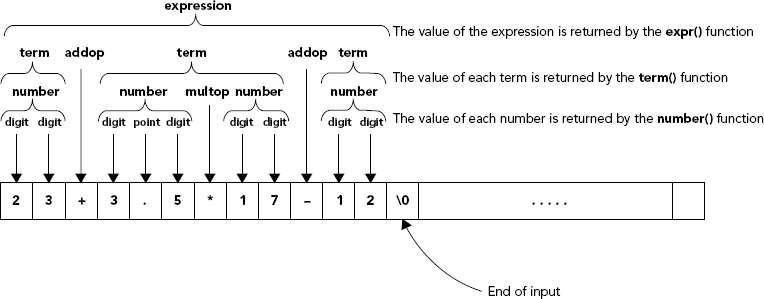 expression
The value of the expression is returned by the expr() function
term addop term addop term
The value of each term is returned by the term() function
number number multop number number
digit digit digit point digit digit digit digit digit
The value of each number is returned by the number() function
2 3 + 3 . 5 * 1 7 – 1 2 \0 .....
End of input